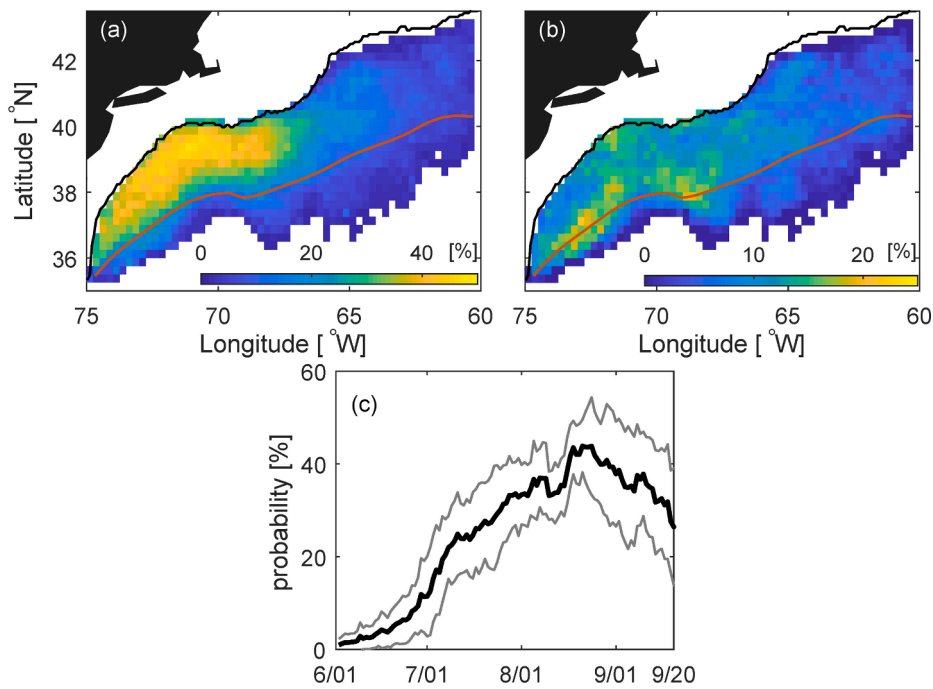 (a)
(b)
Latitude [ °N]
42
40
38
36
0 20 40 [%]
0 10 20 [%]
75 70 65 60
75 70 65 60
Longitude [ °W]
Longitude [ °W]
(c)
probability [%]
60
40
20
0
6/01 7/01 8/01 9/01 9/20